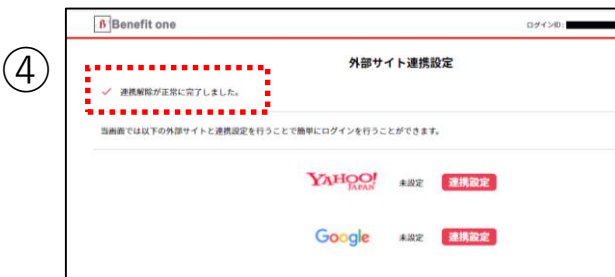 ④
ß Benefit one
ログインID:
外部サイト連携設定
✓ 連携解除が正常に完了しました。
当画面では以下の外部サイトと連携設定を行うことで簡単にログインを行うことができます。
YAHOO! JAPAN 未設定 連携設定
Google 未設定 連携設定